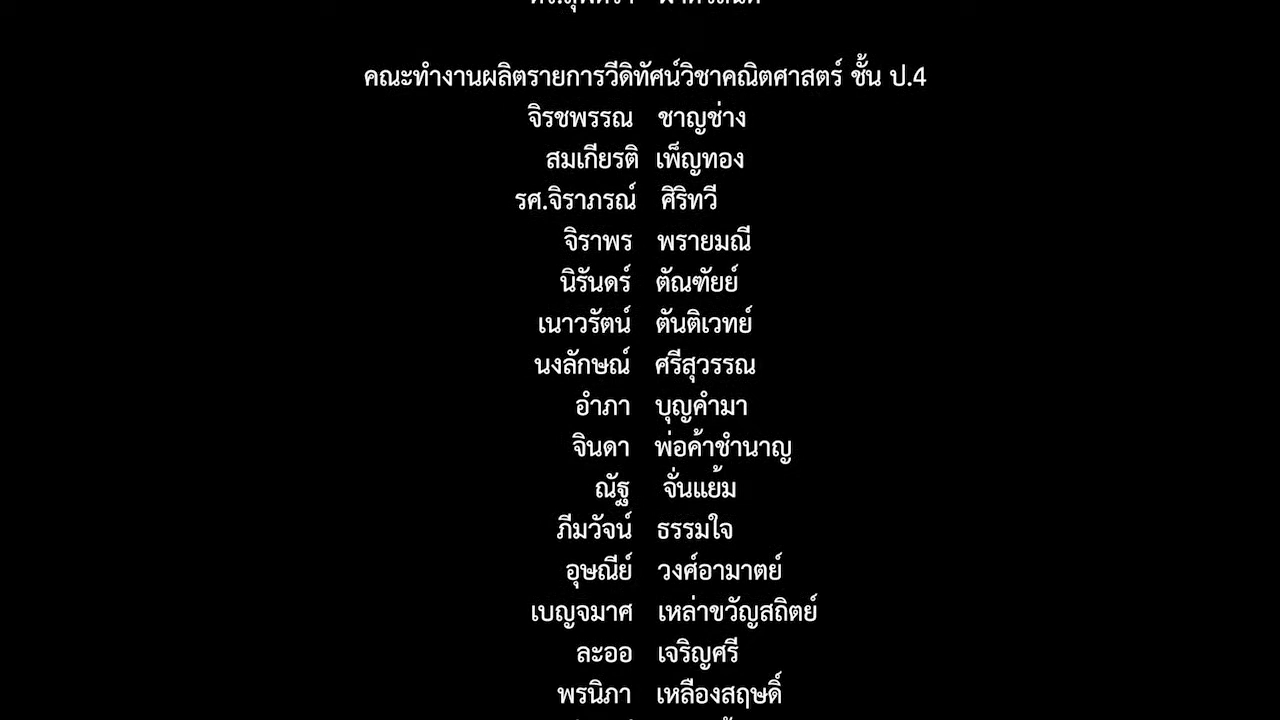 คณะทำงานผลิตรายการวีดิทัศน์วิชาคณิตศาสตร์ ชั้น ป.4
จิรชพรรณ ชาญช่าง
สมเกียรติ เพ็ญทอง
รศ.จิราภรณ์ ศิริทวี
จิราพร พรายมณี
นิรันดร์ ตัณฑัยย์
เนาวรัตน์ ตันติเวทย์
นงลักษณ์ ศรีสุวรรณ
อำภา บุญคำมา
จินดา พ่อค้าชำนาญ
ณัฐ จั่นแย้ม
ภีมวัจน์ ธรรมใจ
อุษณีย์ วงศ์อามาตย์
เบญจมาศ เหล่าขวัญสถิตย์
ละออ เจริญศรี
พรนิภา เหลืองสฤษดิ์